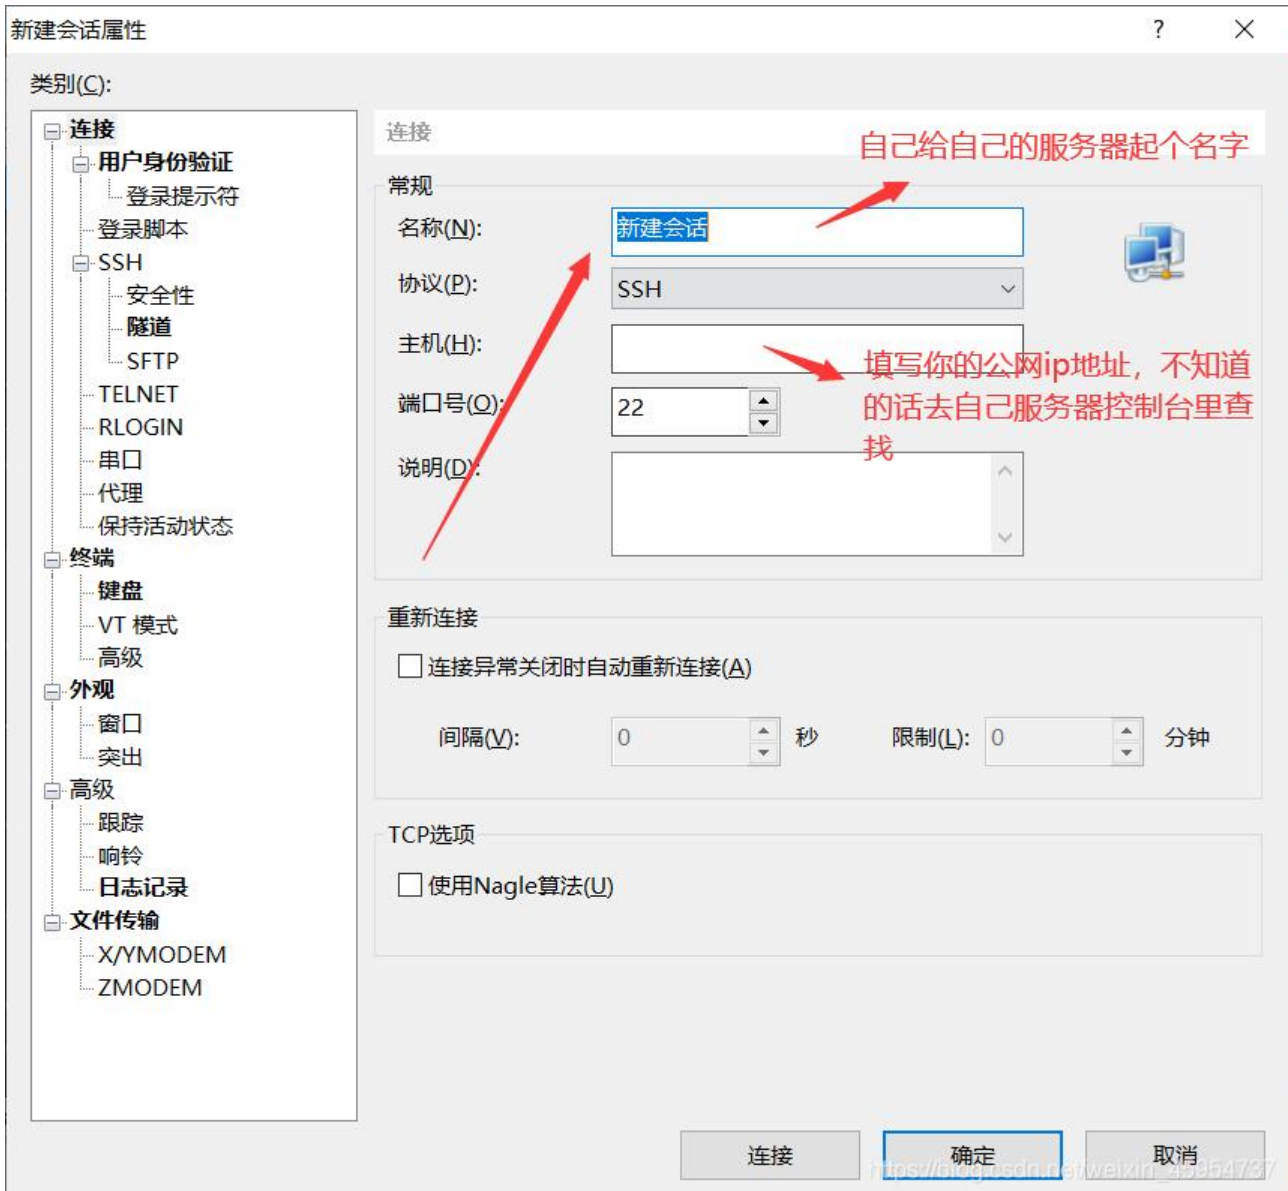 新建会话属性
?
类别(C):
连接
用户身份验证
登录提示符
登录脚本
SSH
安全性
隧道
SFTP
TELNET
RLOGIN
串口
代理
保持活动状态
终端
键盘
VT 模式
高级
外观
窗口
突出
高级
跟踪
响铃
日志记录
文件传输
X/YMODEM
ZMODEM
连接
自己给自己的服务器起个名字
常规
名称(N):
新建会话
协议(P):
SSH
主机(H):
填写你的公网ip地址，不知道
的话去自己服务器控制台里查
找
端口号(O):
22
说明(D):
重新连接
连接异常关闭时自动重新连接(A)
间隔(V):
0
秒
限制(L):
0
分钟
TCP选项
使用Nagle算法(U)
连接
确定
取消
https://blog.csdn.net/weixin_45954737